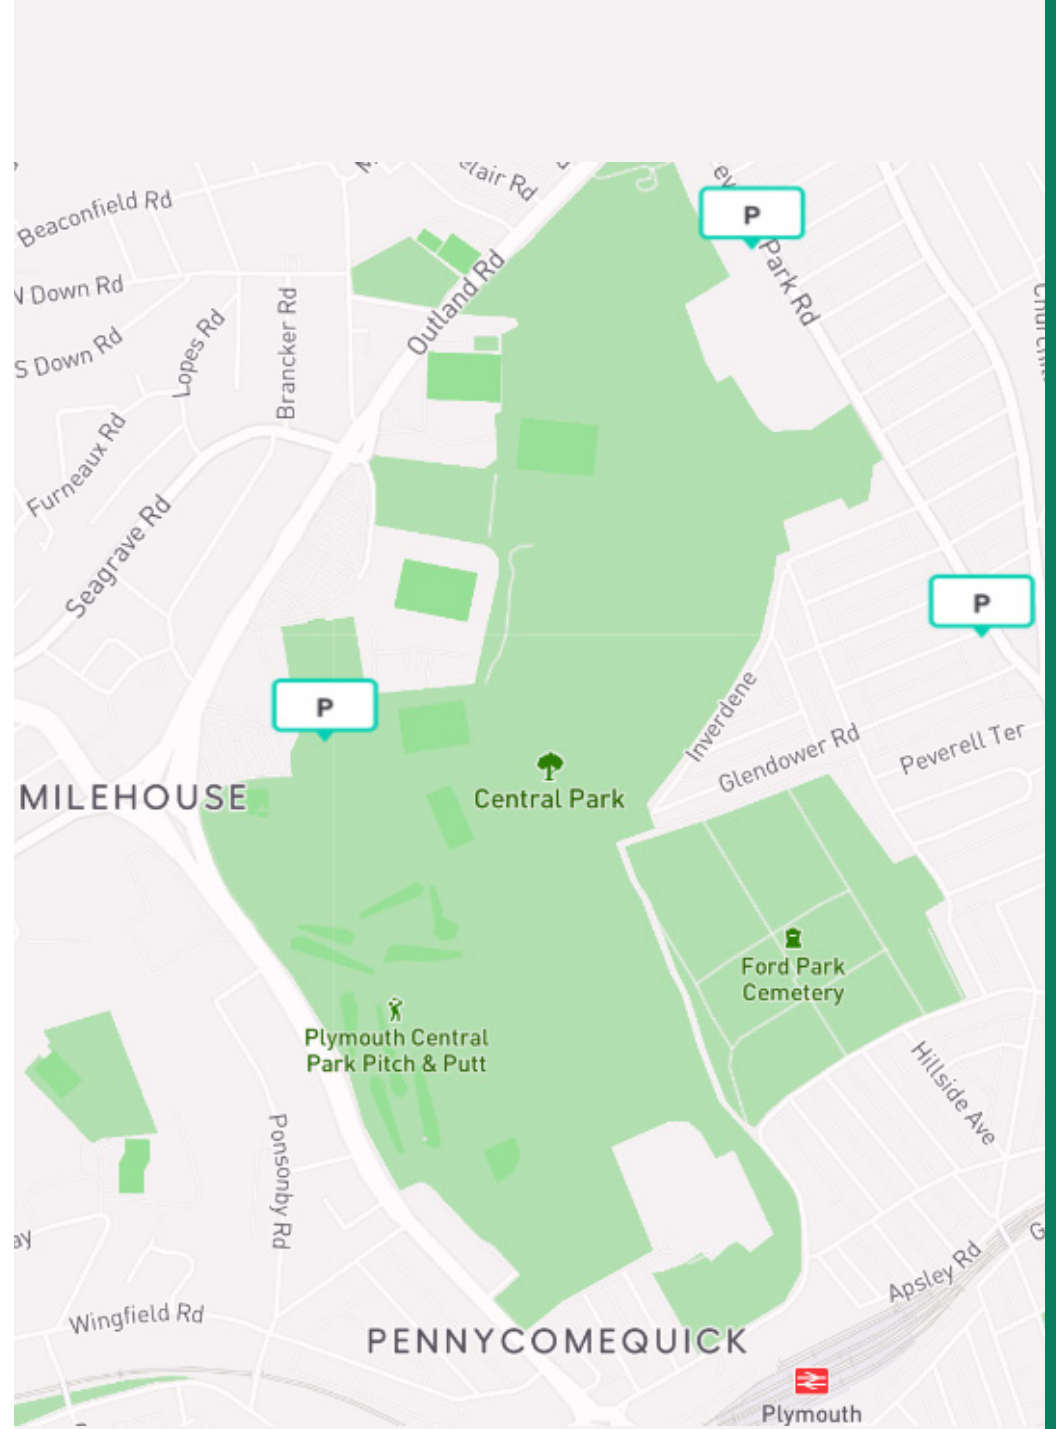 Beaconfield Rd
lair Rd
P
Park Rd
Down Rd
Outland Rd
S Down Rd
Lopes Rd
Brancker Rd
Furneaux Rd
Seagrave Rd
P
P
Inverdene
Glendower Rd
Peverell Ter
MILEHOUSE
Central Park
Ford Park
Cemetery
Plymouth Central
Park Pitch & Putt
Hillside Ave
Ponsonby Rd
Apsley Rd
Wingfield Rd
PENNYCOMEQUICK
Plymouth